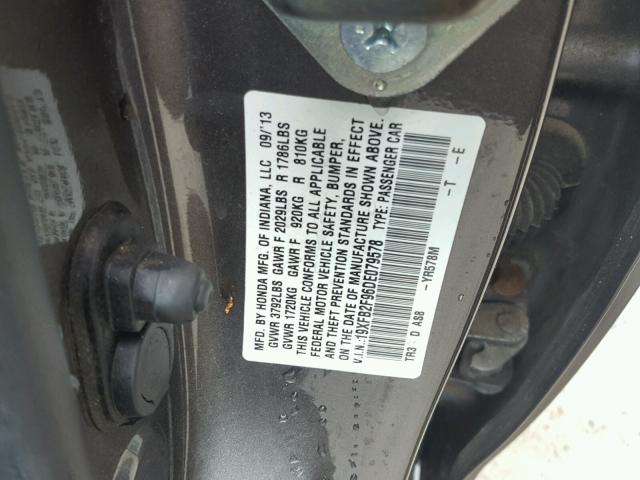 MFD. BY HONDA MFG. OF INDIANA, LLC 09/'13
GVWR 3792LBS GAWR F 2029LBS R 1786LBS
GVWR 1720KG GAWR F 920KG R 810KG
THIS VEHICLE CONFORMS TO ALL APPLICABLE
FEDERAL MOTOR VEHICLE SAFETY, BUMPER,
AND THEFT PREVENTION STANDARDS IN EFFECT
ON THE DATE OF MANUFACTURE SHOWN ABOVE.
V.I.N.:19XFB2F96DE079578 TYPE: PASSENGER CAR
TR3 D AS8 -YR578M -T -E